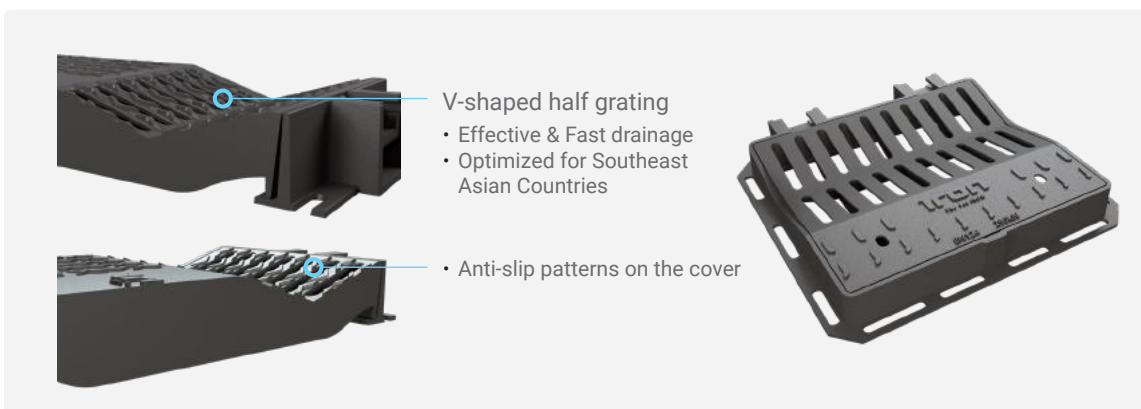 V-shaped half grating
• Effective & Fast drainage
• Optimized for Southeast
Asian Countries
• Anti-slip patterns on the cover